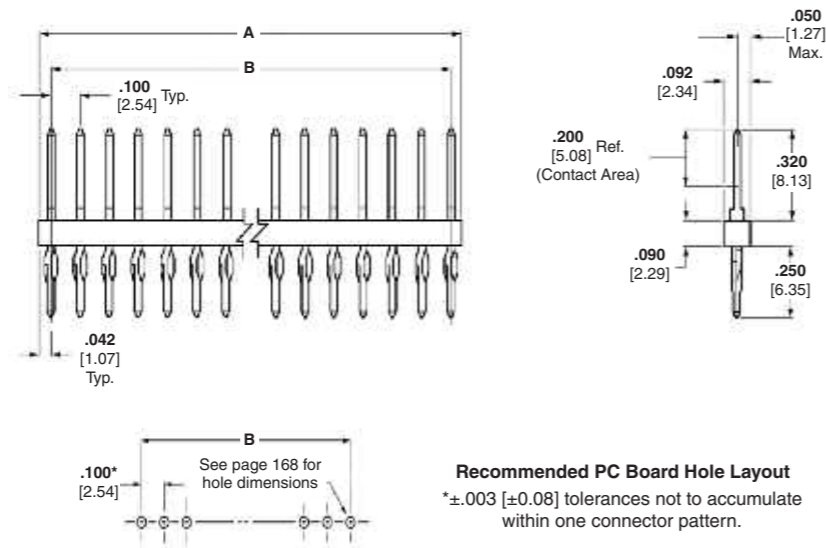 A
B
.100
[2.54] Typ.
.042
[1.07]
Typ.
.050
[1.27]
Max.
.092
[2.34]
.200
[5.08] Ref.
(Contact Area)
.320
[8.13]
.090
[2.29]
.250
[6.35]
B
.100*
[2.54]
See page 168 for
hole dimensions
Recommended PC Board Hole Layout
*±.003 [±0.08] tolerances not to accumulate
within one connector pattern.